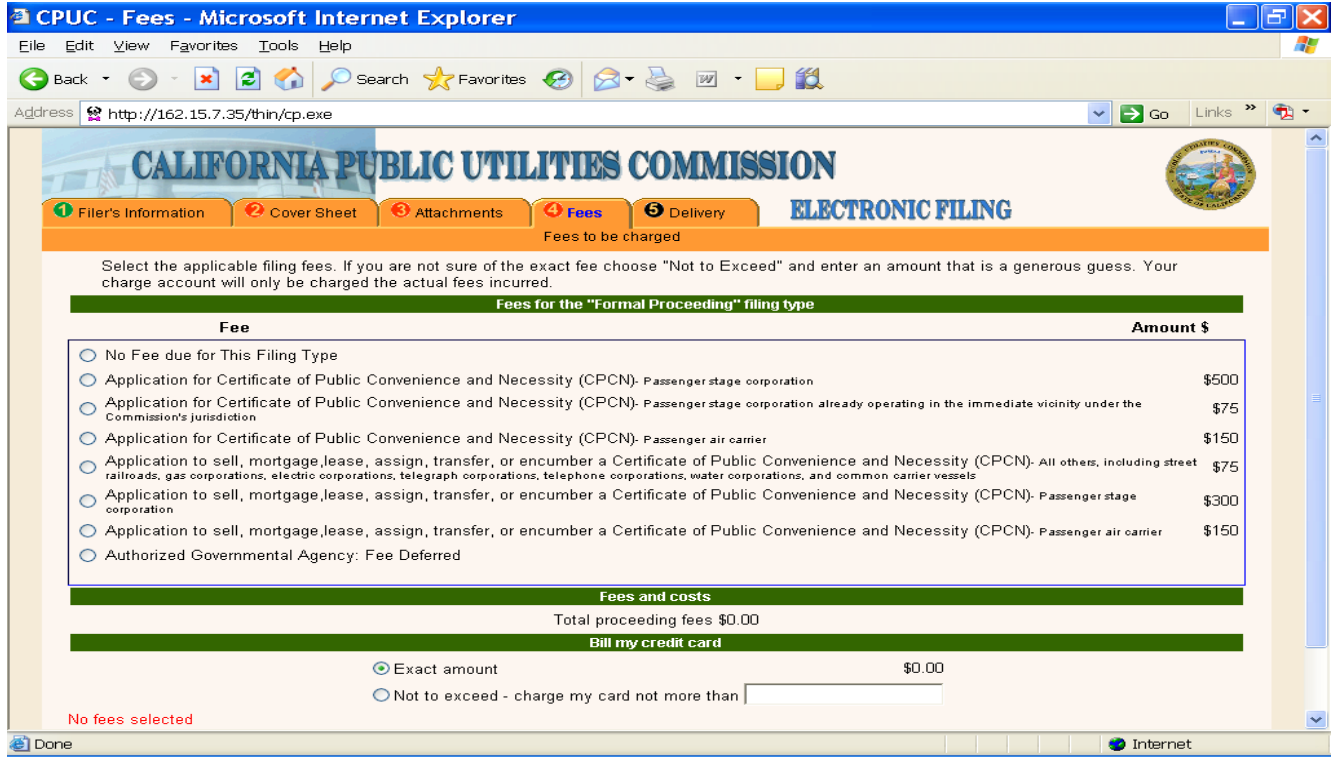 CPUC - Fees - Microsoft Internet Explorer
File Edit View Favorites Tools Help
Back Search Favorites
Address http://162.15.7.35/thin/cp.exe Go Links »
CALIFORNIA PUBLIC UTILITIES COMMISSION
1 Filer's Information 2 Cover Sheet 3 Attachments 4 Fees 5 Delivery ELECTRONIC FILING
Fees to be charged
Select the applicable filing fees. If you are not sure of the exact fee choose "Not to Exceed" and enter an amount that is a generous guess. Your
charge account will only be charged the actual fees incurred.
Fees for the "Formal Proceeding" filing type
Fee Amount $
No Fee due for This Filing Type
Application for Certificate of Public Convenience and Necessity (CPCN)- Passenger stage corporation $500
Application for Certificate of Public Convenience and Necessity (CPCN)- Passenger stage corporation already operating in the immediate vicinity under the
Commission's jurisdiction $75
Application for Certificate of Public Convenience and Necessity (CPCN)- Passenger air carrier $150
Application to sell, mortgage,lease, assign, transfer, or encumber a Certificate of Public Convenience and Necessity (CPCN)- All others, including street
railroads, gas corporations, electric corporations, telegraph corporations, telephone corporations, water corporations, and common carrier vessels $75
Application to sell, mortgage,lease, assign, transfer, or encumber a Certificate of Public Convenience and Necessity (CPCN)- Passenger stage
corporation $300
Application to sell, mortgage,lease, assign, transfer, or encumber a Certificate of Public Convenience and Necessity (CPCN)- Passenger air carrier $150
Authorized Governmental Agency: Fee Deferred
Fees and costs
Total proceeding fees $0.00
Bill my credit card
Exact amount $0.00
Not to exceed - charge my card not more than
No fees selected
Done Internet